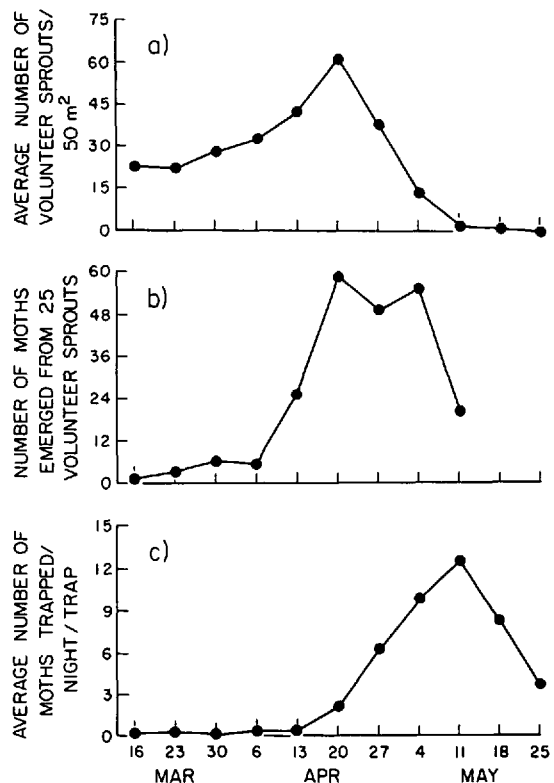 AVERAGE NUMBER OF
VOLUNTEER SPROUTS/
50 m²
a)
75
60
45
30
15
0
NUMBER OF MOTHS
EMERGED FROM 25
VOLUNTEER SPROUTS
b)
60
48
36
24
12
0
AVERAGE NUMBER OF
MOTHS TRAPPED/
NIGHT/TRAP
c)
15
12
9
6
3
0
16 23 30 6 13 20 27 4 11 18 25
MAR APR MAY